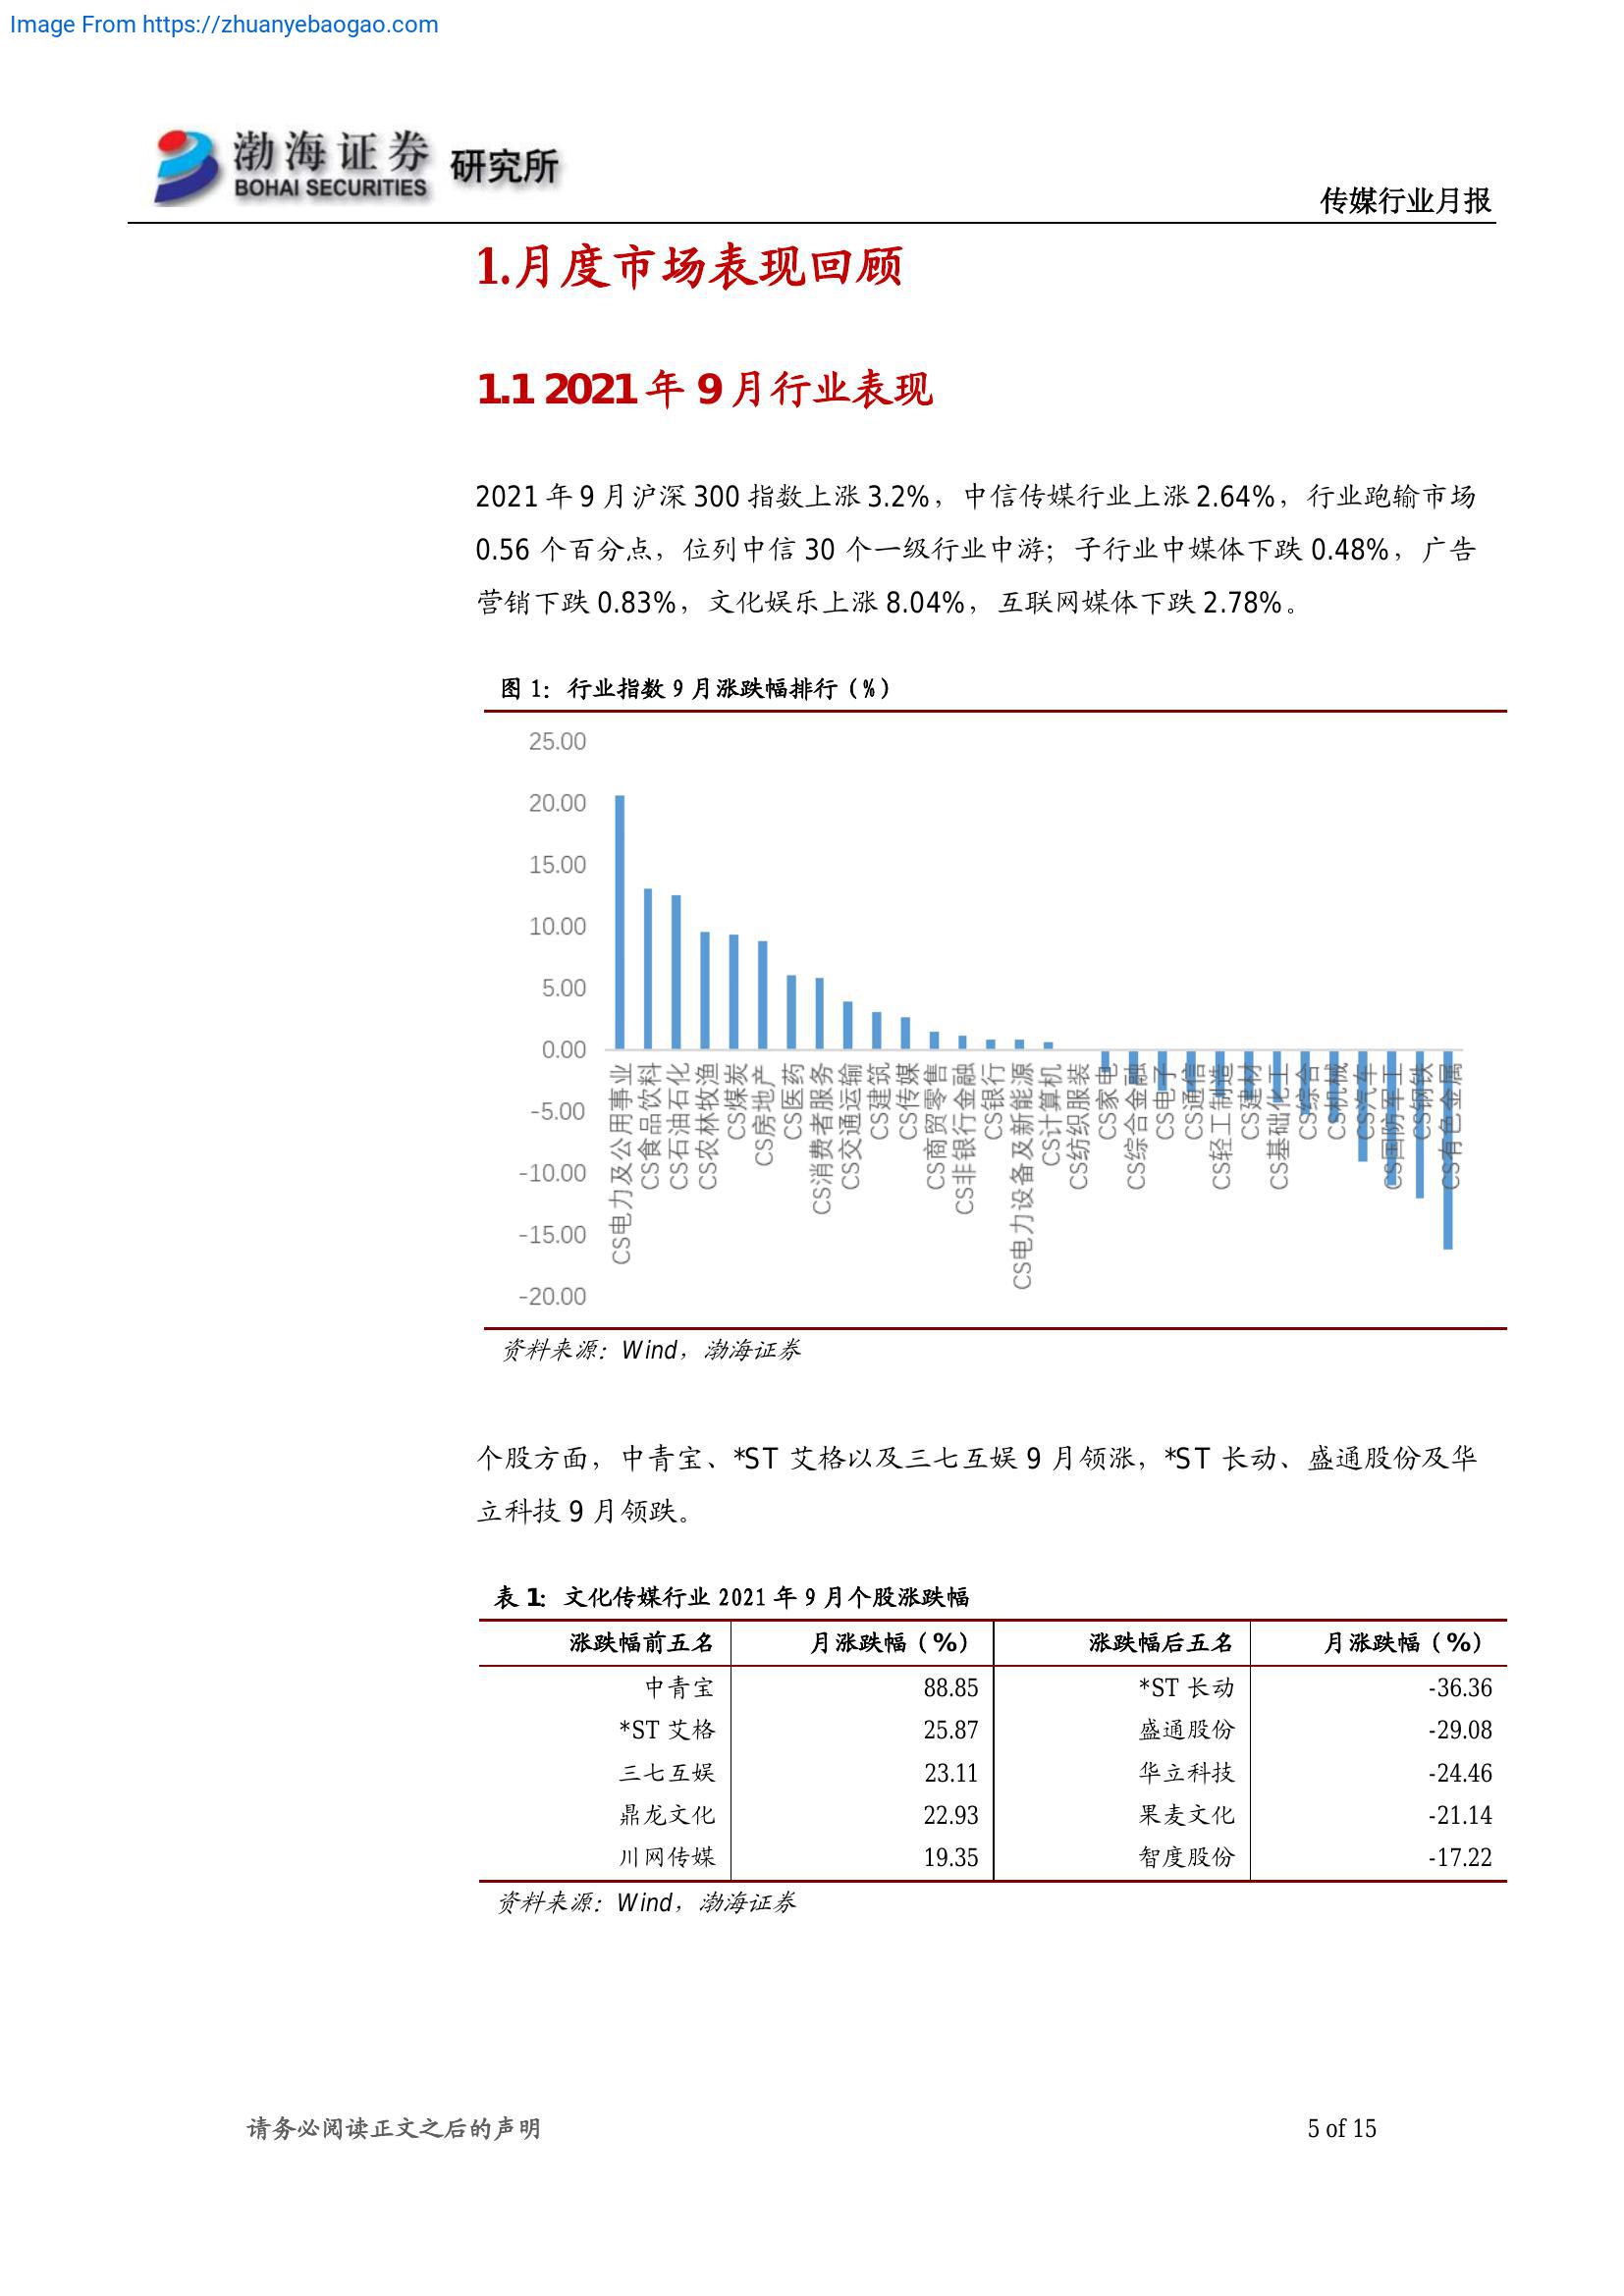 Image From https://zhuanyebaogao.com
渤海证券 研究所
BOHAI SECURITIES
传媒行业月报
1.月度市场表现回顾
1.1 2021 年 9 月行业表现
2021 年 9 月沪深 300 指数上涨 3.2%，中信传媒行业上涨 2.64%，行业跑输市场
0.56 个百分点，位列中信 30 个一级行业中游；子行业中媒体下跌 0.48%，广告
营销下跌 0.83%，文化娱乐上涨 8.04%，互联网媒体下跌 2.78%。
图 1：行业指数 9 月涨跌幅排行（%）
25.00
20.00
15.00
10.00
5.00
0.00
-5.00
-10.00
-15.00
-20.00
CS电力及公用事业
CS食品饮料
CS石油石化
CS农林牧渔
CS煤炭
CS房地产
CS医药
CS消费者服务
CS交通运输
CS建筑
CS传媒
CS商贸零售
CS非银行金融
CS银行
CS电力设备及新能源
CS计算机
CS纺织服装
CS家电
CS综合金融
CS电子
CS通信
CS轻工制造
CS建材
CS基础化工
CS综合
CS机械
CS汽车
CS国防军工
CS钢铁
CS有色金属
资料来源：Wind，渤海证券
个股方面，中青宝、*ST 艾格以及三七互娱 9 月领涨，*ST 长动、盛通股份及华
立科技 9 月领跌。
表 1：文化传媒行业 2021 年 9 月个股涨跌幅
涨跌幅前五名 月涨跌幅（%） 涨跌幅后五名 月涨跌幅（%）
中青宝 88.85 *ST 长动 -36.36
*ST 艾格 25.87 盛通股份 -29.08
三七互娱 23.11 华立科技 -24.46
鼎龙文化 22.93 果麦文化 -21.14
川网传媒 19.35 智度股份 -17.22
资料来源：Wind，渤海证券
请务必阅读正文之后的声明 5 of 15